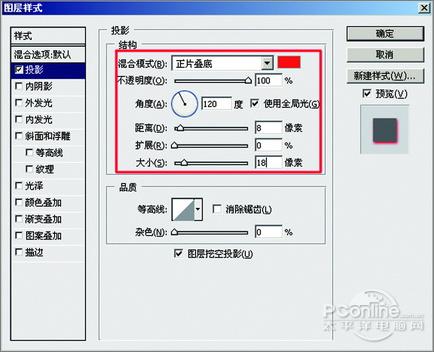 图层样式
样式
混合选项:默认
投影
内阴影
外发光
内发光
斜面和浮雕
等高线
纹理
光泽
颜色叠加
渐变叠加
图案叠加
描边
投影
结构
混合模式(B): 正片叠底
不透明度(O): 100 %
角度(A): 120 度 使用全局光(G)
距离(D): 8 像素
扩展(R): 0 %
大小(S): 18 像素
品质
等高线: 消除锯齿(L)
杂色(N): 0 %
图层挖空投影(U)
确定
取消
新建样式(W)...
预览(V)
PConline
.com.cn
太平洋电脑网